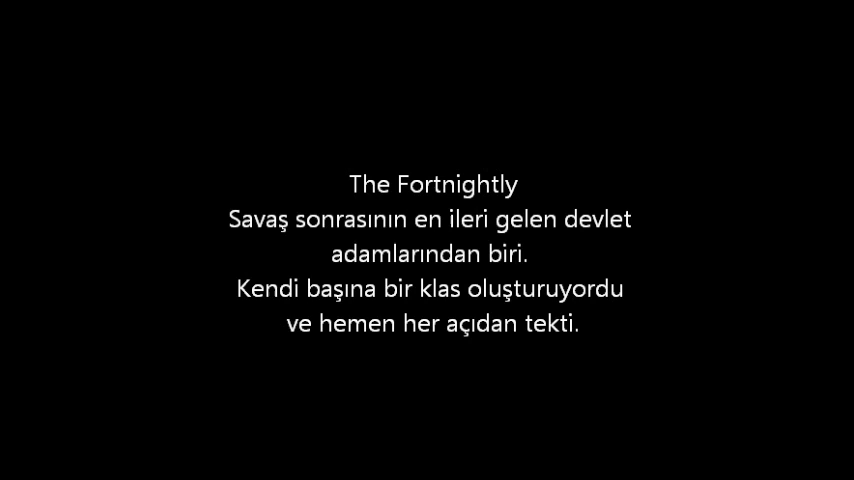 The Fortnightly
Savaş sonrasının en ileri gelen devlet
adamlarından biri.
Kendi başına bir klas oluşturuyordu
ve hemen her açıdan tekti.